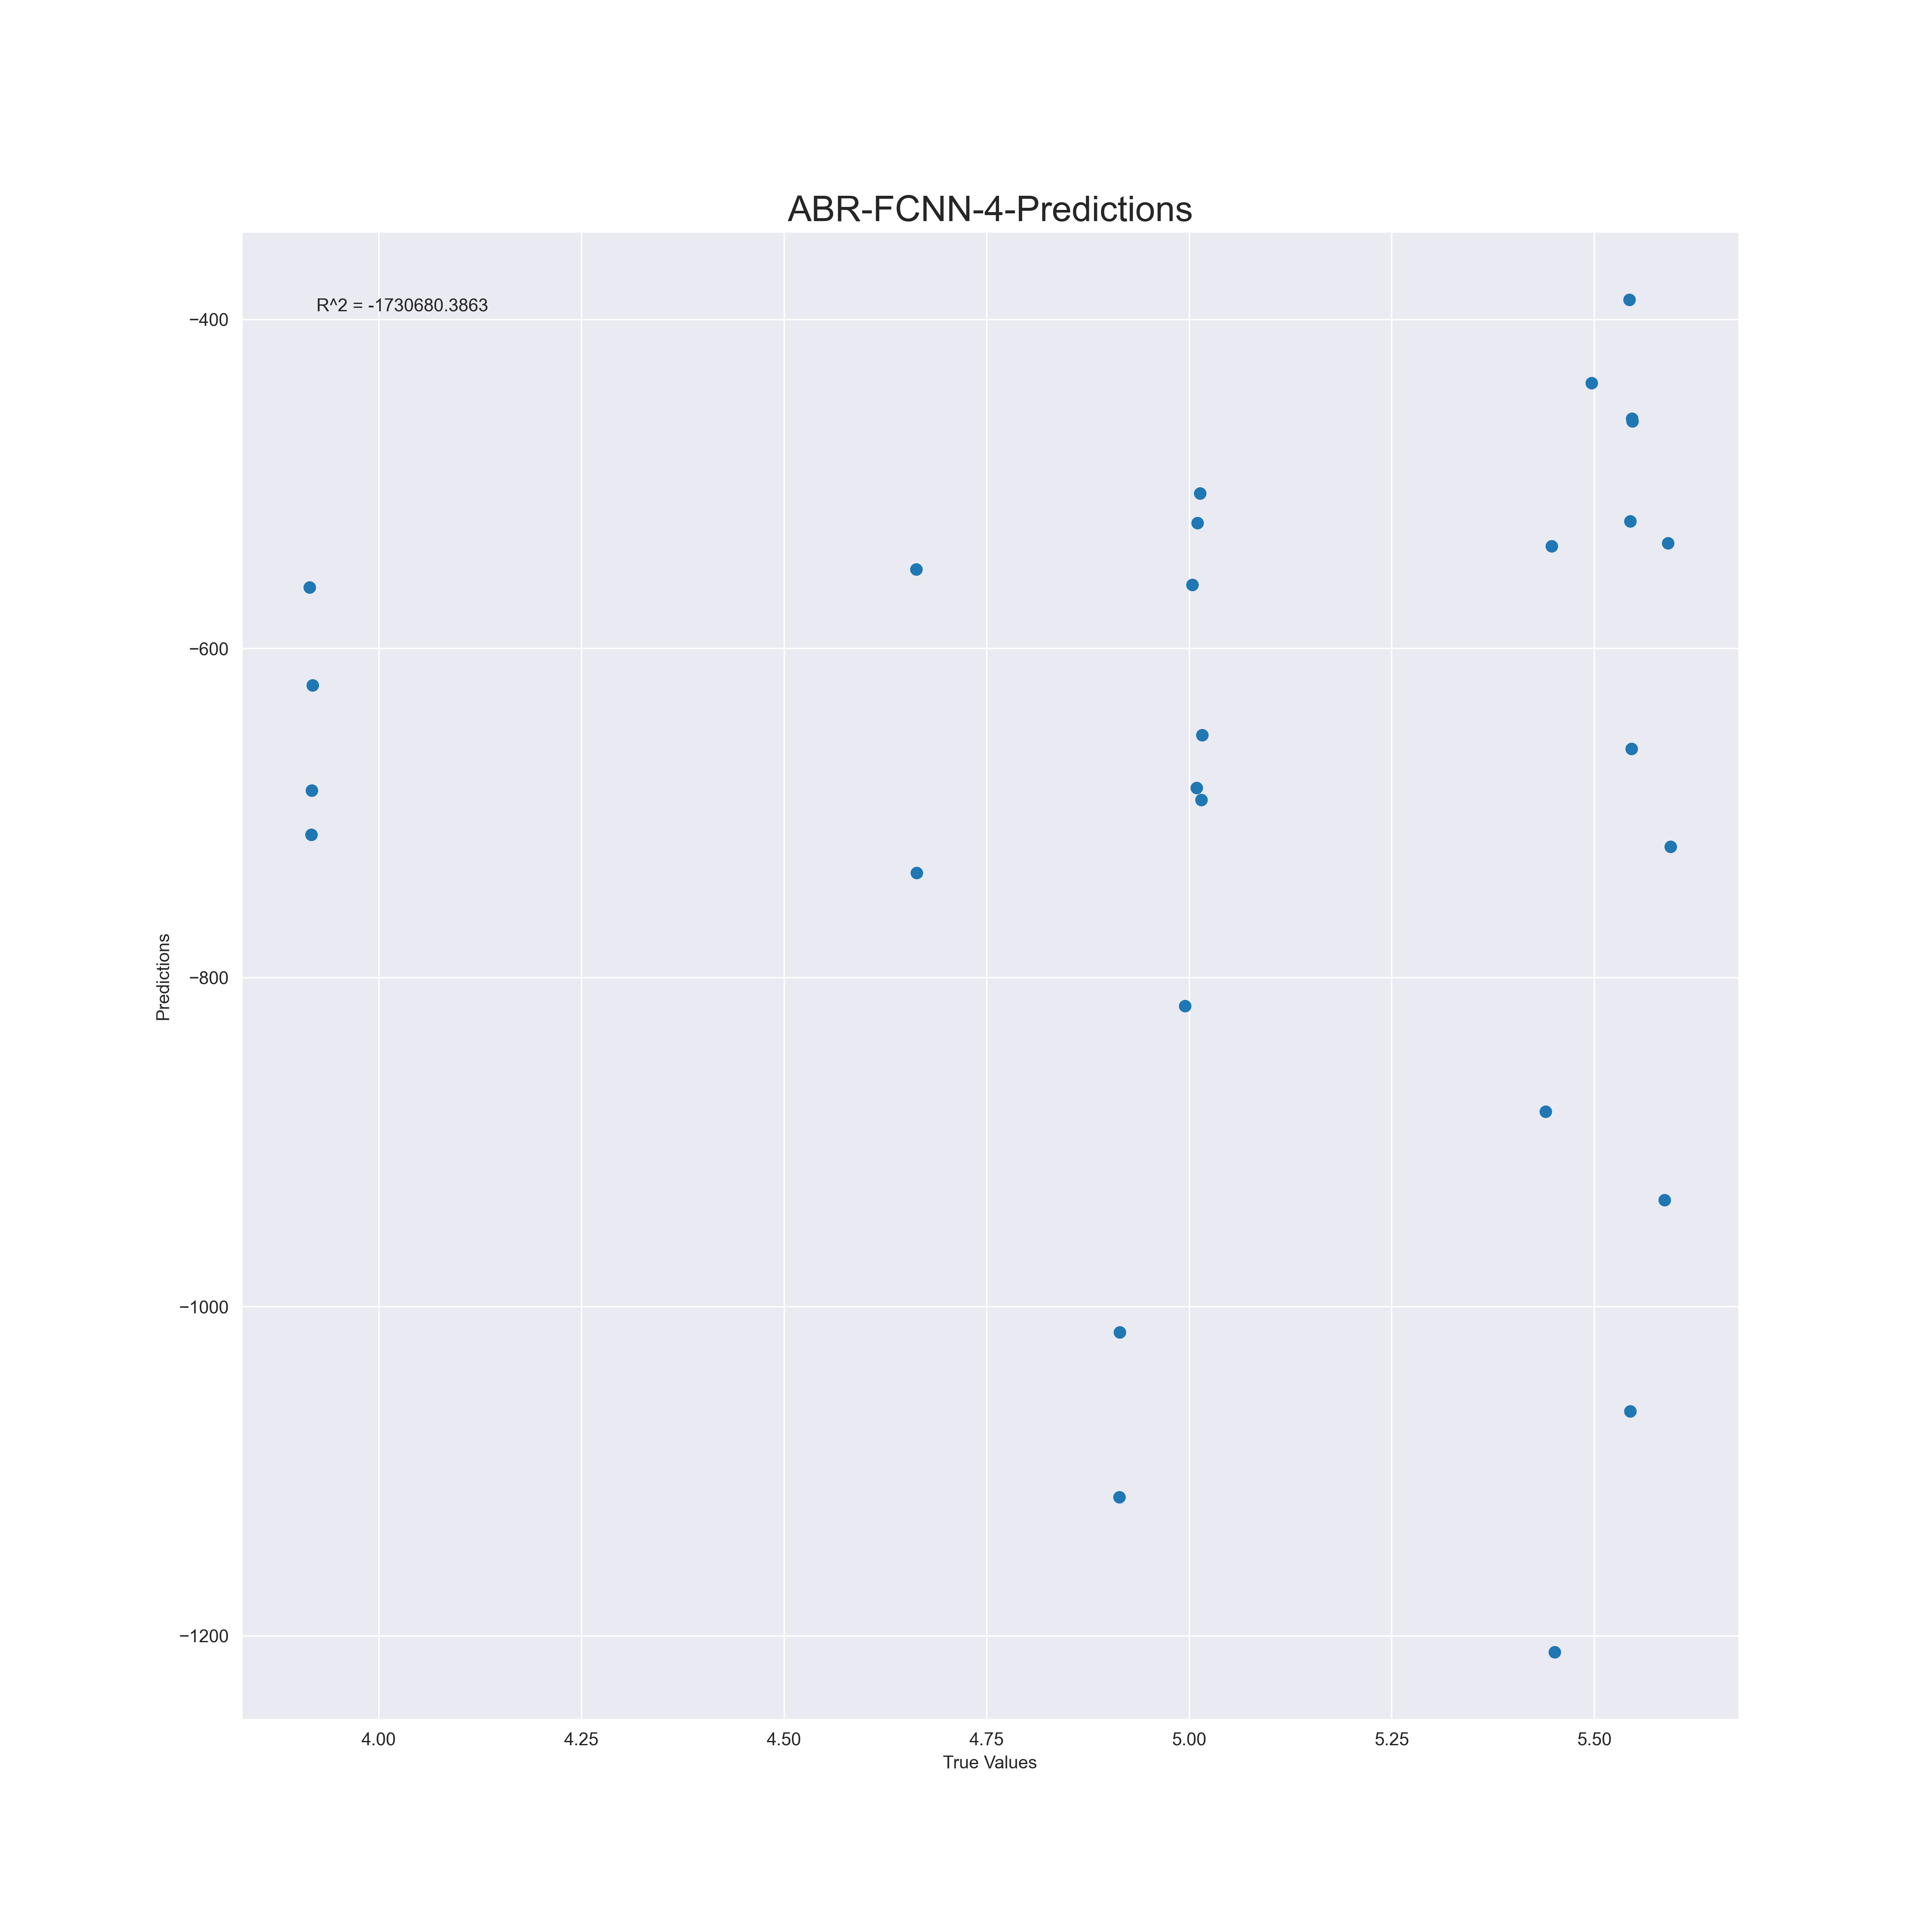 ABR-FCNN-4-Predictions
R^2 = -1730680.3863
−400
−600
−800
−1000
−1200
Predictions
4.00 4.25 4.50 4.75 5.00 5.25 5.50
True Values